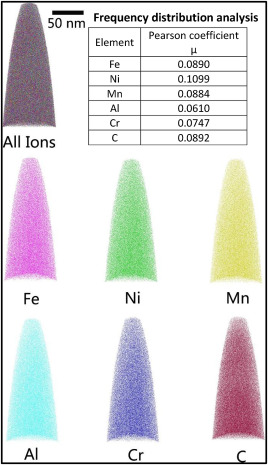 Frequency distribution analysis
50 nm
Element Pearson coefficient μ
Fe 0.0890
Ni 0.1099
Mn 0.0884
Al 0.0610
Cr 0.0747
C 0.0892
All Ions
Fe Ni Mn
Al Cr C